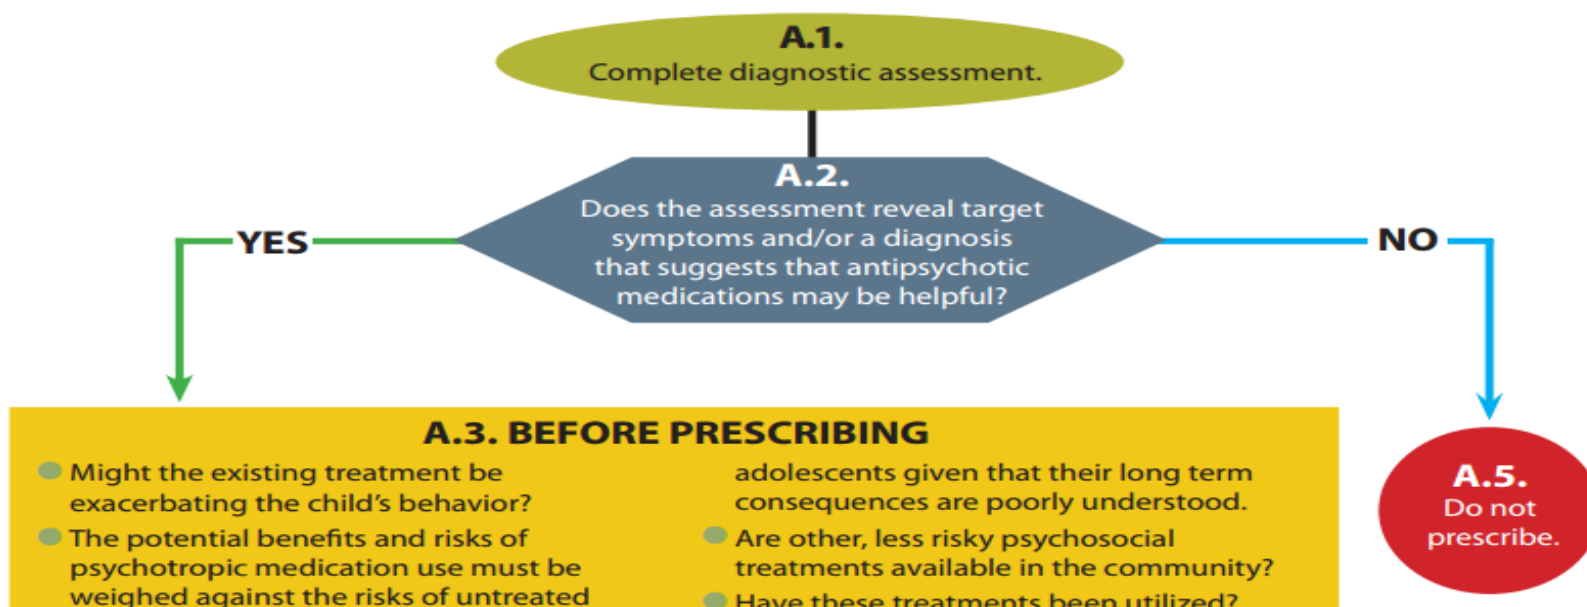 A.1.
Complete diagnostic assessment.
A.2.
Does the assessment reveal target
symptoms and/or a diagnosis
that suggests that antipsychotic
medications may be helpful?
YES
NO
A.3. BEFORE PRESCRIBING
Might the existing treatment be
exacerbating the child’s behavior?
The potential benefits and risks of
psychotropic medication use must be
weighed against the risks of untreated
adolescents given that their long term
consequences are poorly understood.
Are other, less risky psychosocial
treatments available in the community?
Have these treatments been utilized?
A.5.
Do not
prescribe.